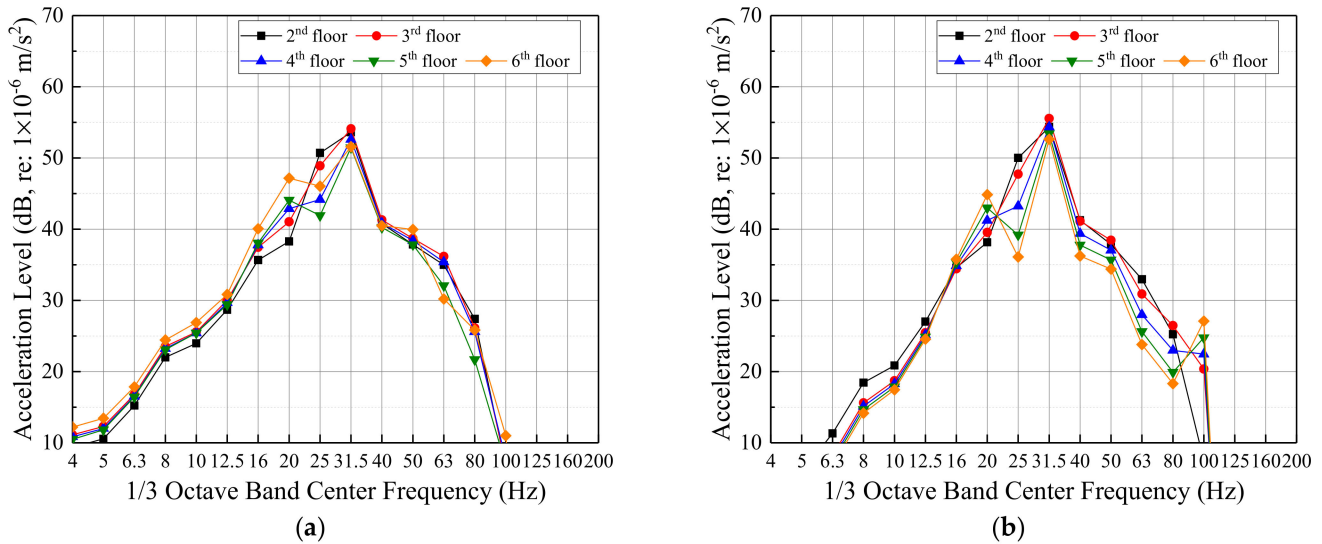 Acceleration Level (dB, re: 1×10⁻⁶ m/s²)
70
60
50
40
30
20
10
2ⁿᵈ floor 3ʳᵈ floor
4ᵗʰ floor 5ᵗʰ floor 6ᵗʰ floor
4 5 6.3 8 10 12.5 16 20 25 31.5 40 50 63 80 100 125 160 200
1/3 Octave Band Center Frequency (Hz)
(a)
Acceleration Level (dB, re: 1×10⁻⁶ m/s²)
70
60
50
40
30
20
10
2ⁿᵈ floor 3ʳᵈ floor
4ᵗʰ floor 5ᵗʰ floor 6ᵗʰ floor
4 5 6.3 8 10 12.5 16 20 25 31.5 40 50 63 80 100 125 160 200
1/3 Octave Band Center Frequency (Hz)
(b)